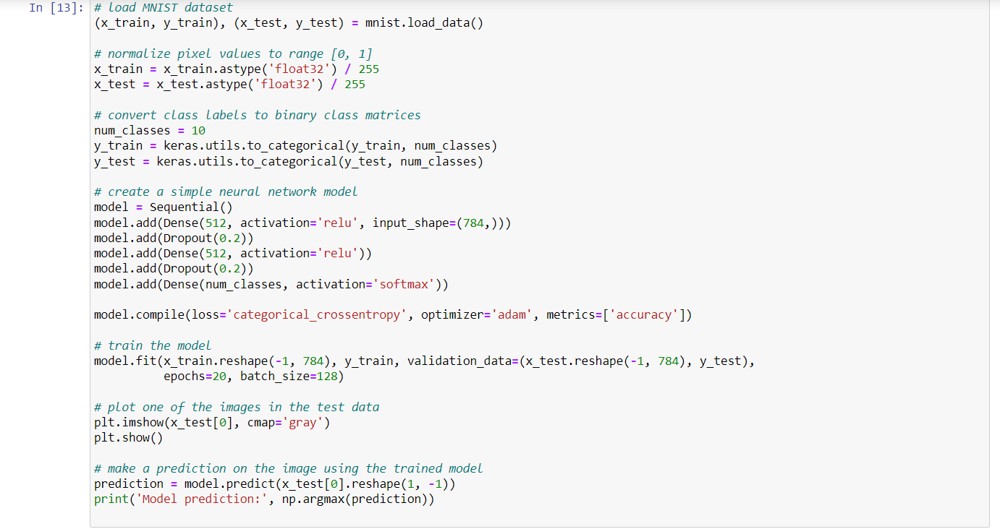 In [13]: # load MNIST dataset
(x_train, y_train), (x_test, y_test) = mnist.load_data()
# normalize pixel values to range [0, 1]
x_train = x_train.astype('float32') / 255
x_test = x_test.astype('float32') / 255
# convert class labels to binary class matrices
num_classes = 10
y_train = keras.utils.to_categorical(y_train, num_classes)
y_test = keras.utils.to_categorical(y_test, num_classes)
# create a simple neural network model
model = Sequential()
model.add(Dense(512, activation='relu', input_shape=(784,)))
model.add(Dropout(0.2))
model.add(Dense(512, activation='relu'))
model.add(Dropout(0.2))
model.add(Dense(num_classes, activation='softmax'))
model.compile(loss='categorical_crossentropy', optimizer='adam', metrics=['accuracy'])
# train the model
model.fit(x_train.reshape(-1, 784), y_train, validation_data=(x_test.reshape(-1, 784), y_test),
epochs=20, batch_size=128)
# plot one of the images in the test data
plt.imshow(x_test[0], cmap='gray')
plt.show()
# make a prediction on the image using the trained model
prediction = model.predict(x_test[0].reshape(1, -1))
print('Model prediction:', np.argmax(prediction))